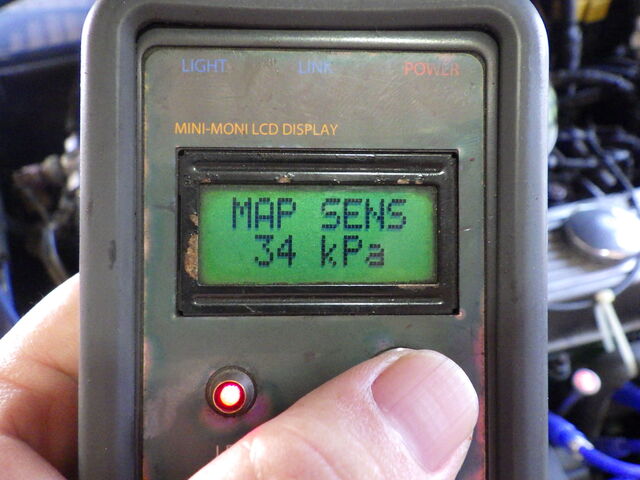 LIGHT LINK POWER
MINI-MONI LCD DISPLAY
MAP SENS
34 kPa